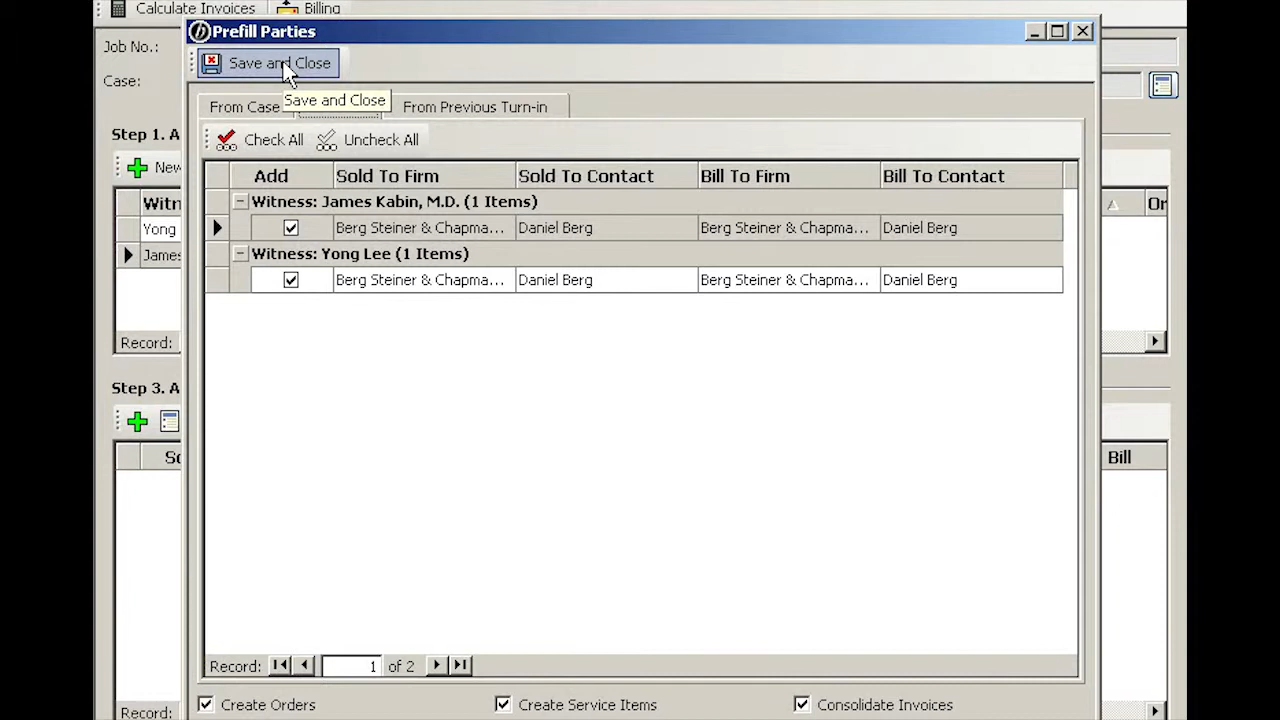 Calculate Invoices Billing
Prefill Parties
Job No.:
Save and Close
Case:
Save and Close
From Case
From Previous Turn-in
Step 1. A
Check All Uncheck All
New
Add Sold To Firm Sold To Contact Bill To Firm Bill To Contact
Witn
Or
Witness: James Kabin, M.D. (1 Items)
Yong
Berg Steiner & Chapma... Daniel Berg Berg Steiner & Chapma... Daniel Berg
James
Witness: Yong Lee (1 Items)
Berg Steiner & Chapma... Daniel Berg Berg Steiner & Chapma... Daniel Berg
Record:
Step 3. A
So
Bill
Record: 1 of 2
Create Orders Create Service Items Consolidate Invoices
Record: